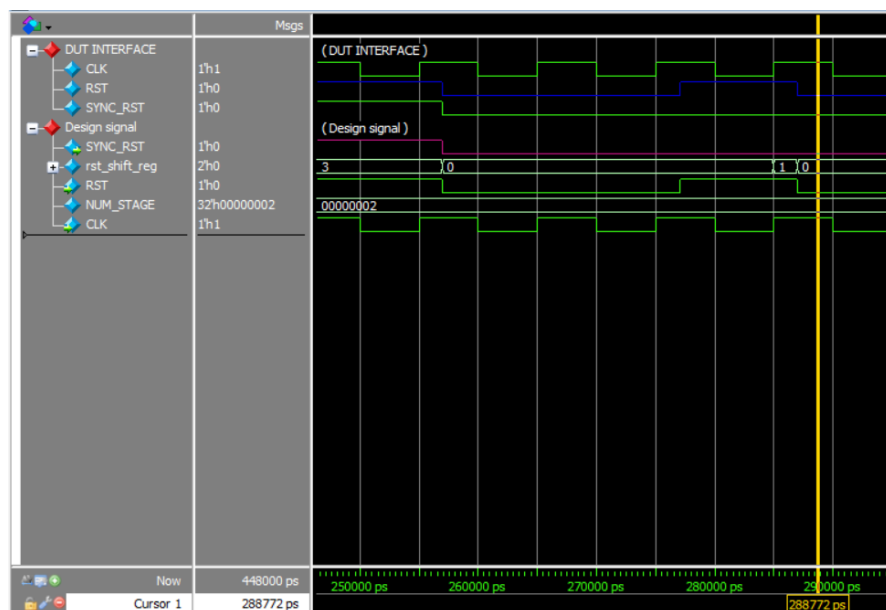 Msgs
DUT INTERFACE (DUT INTERFACE)
CLK 1'h1
RST 1'h0
SYNC_RST 1'h0
Design signal (Design signal)
SYNC_RST 1'h0
rst_shift_reg 2'h0 3 0 1 0
RST 1'h0
NUM_STAGE 32'h00000002 00000002
CLK 1'h1
Now 448000 ps 250000 ps 260000 ps 270000 ps 280000 ps 290000 ps
Cursor 1 288772 ps 288772 ps